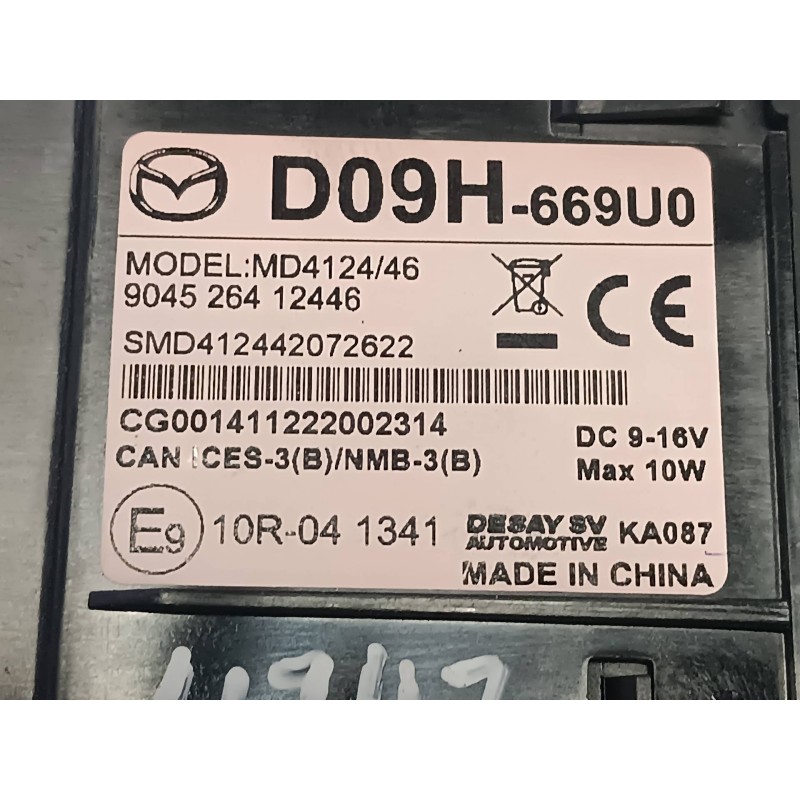 D09H-669U0
MODEL:MD4124/46
9045 264 12446
SMD412442072622
CG001411222002314
DC 9-16V
CAN ICES-3(B)/NMB-3(B)
Max 10W
E9 10R-04 1341
DESAY SV
AUTOMOTIVE
KA087
MADE IN CHINA